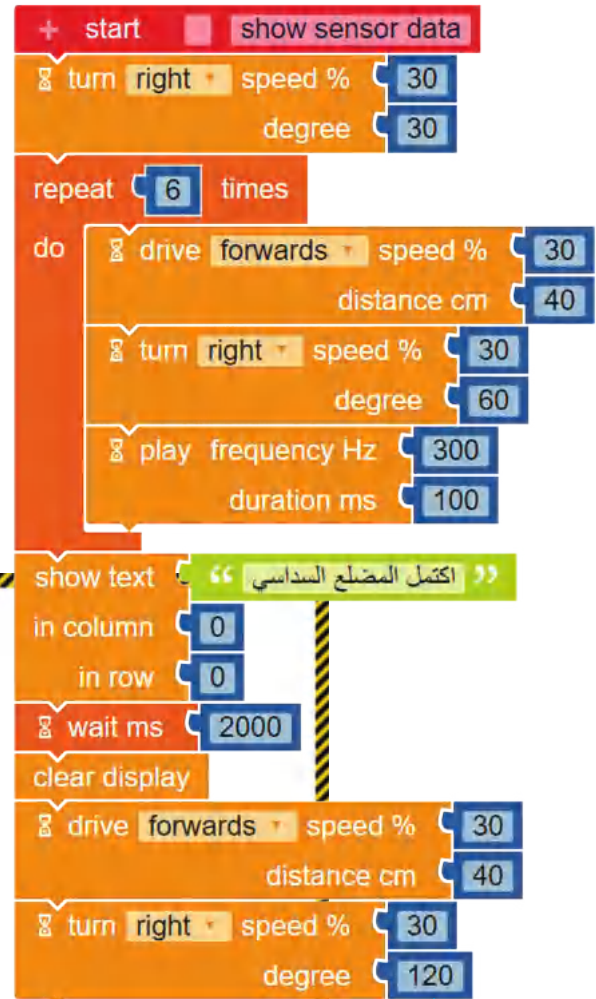 + start show sensor data
turn right speed % 30
degree 30
repeat 6 times
do drive forwards speed % 30
distance cm 40
turn right speed % 30
degree 60
play frequency Hz 300
duration ms 100
show text “ اكتمل المضلع السداسي ”
in column 0
in row 0
wait ms 2000
clear display
drive forwards speed % 30
distance cm 40
turn right speed % 30
degree 120